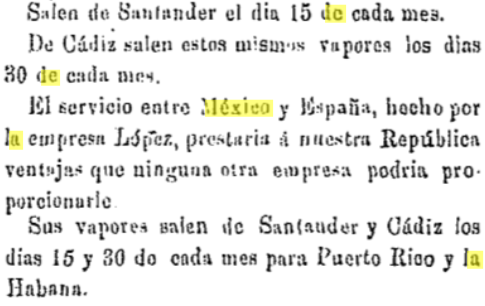 Salen de Santander el dia 15 de cada mes.
De Cádiz salen estos mismos vapores los dias
30 de cada mes.
El servicio entre México y España, hecho por
la empresa López, prestaria á nuestra República
ventajas que ninguna otra empresa podria pro-
porcionarle.
Sus vapores salen de Santander y Cádiz los
dias 15 y 30 de cada mes para Puerto Rico y la
Habana.